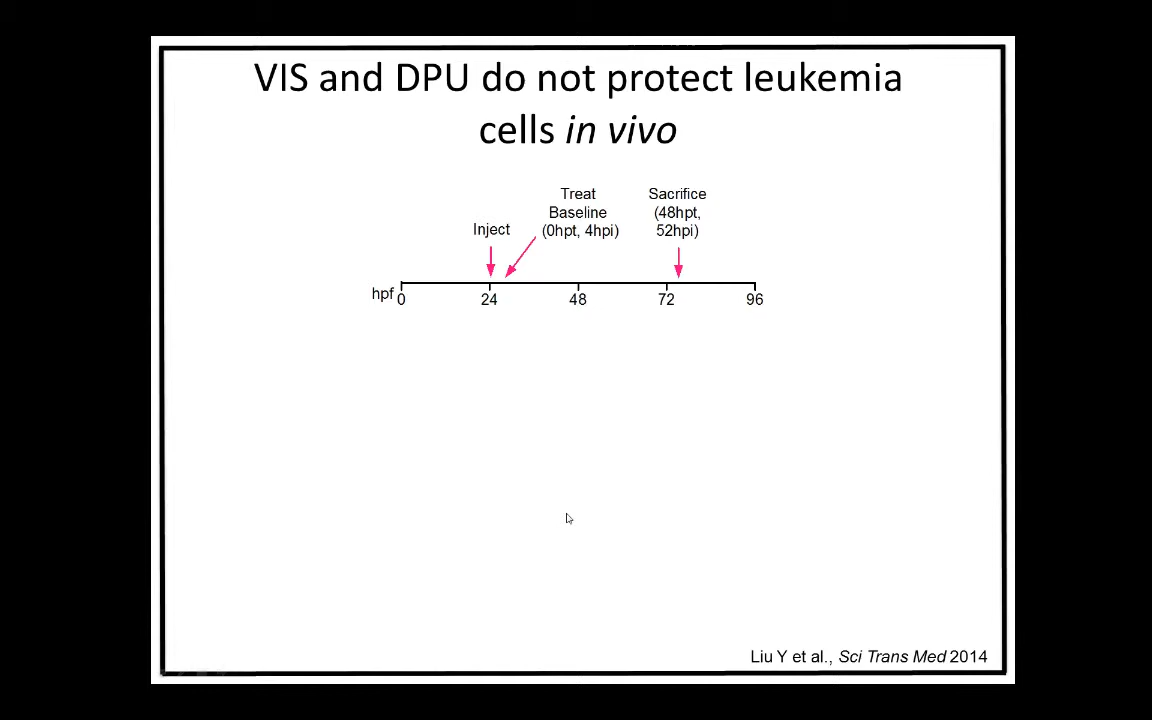 VIS and DPU do not protect leukemia
cells in vivo
Treat
Baseline
(0hpt, 4hpi)
Sacrifice
(48hpt,
52hpi)
Inject
hpf 0 24 48 72 96
Liu Y et al., Sci Trans Med 2014